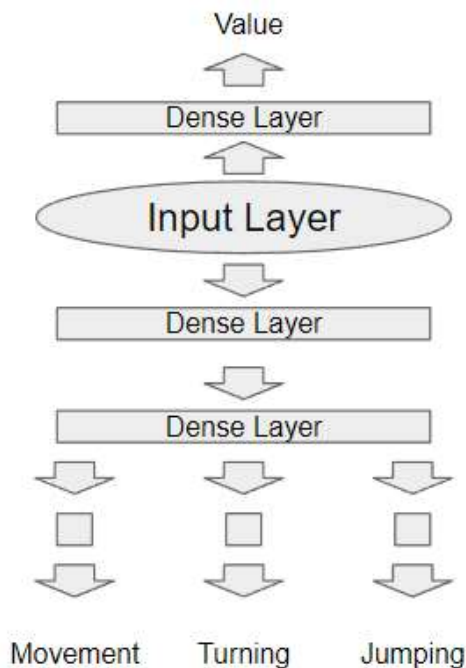 Value
Dense Layer
Input Layer
Dense Layer
Dense Layer
Movement Turning Jumping